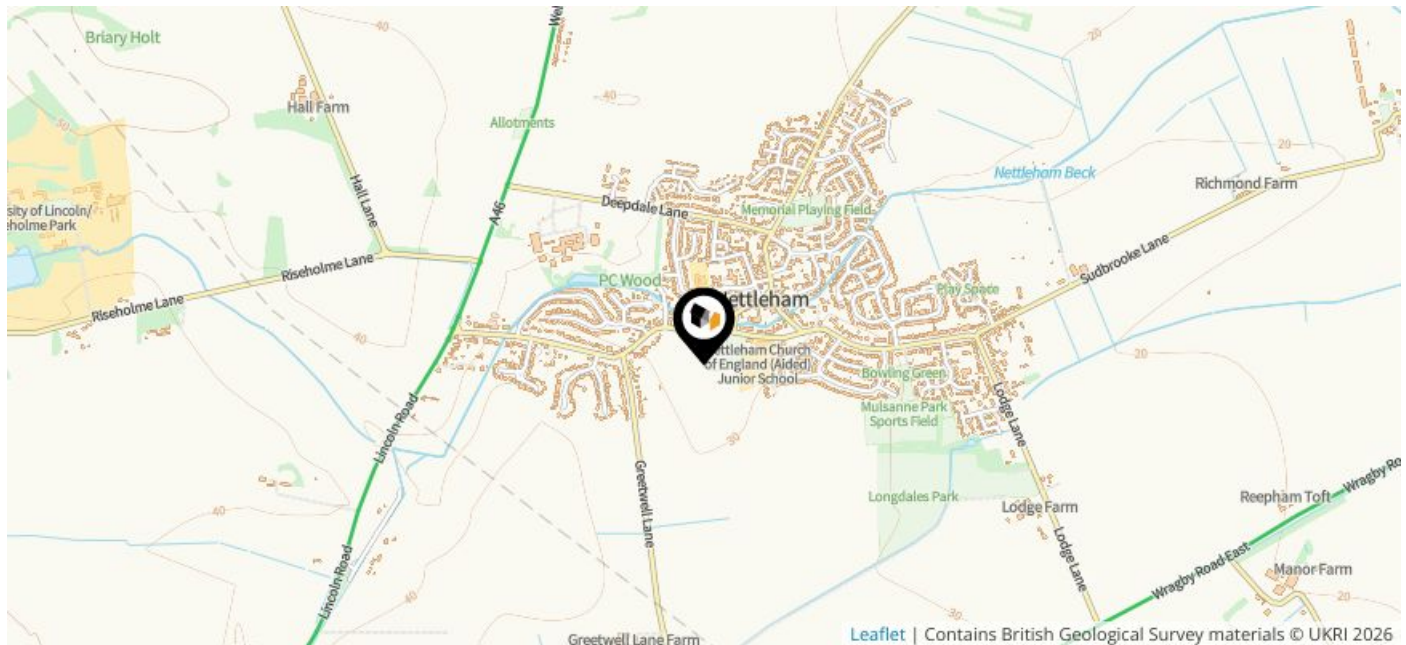 Briary Holt
Hall Farm
Allotments
Hall Lane
A46
Deepdale Lane
Memorial Playing Field
Nettleham Beck
Richmond Farm
sity of Lincoln/
eholme Park
Riseholme Lane
Riseholme Lane
PC Wood
Sudbrooke Lane
Play Space
ettleham
ettleham Church
of England (Aided)
Junior School
Bowling Green
Mulsanne Park
Sports Field
Lodge Lane
Lincoln Road
Greetwell Lane
Longdales Park
Lodge Farm
Reepham Toft
Wragby Ro
Lodge Lane
Wragby Road East
Manor Farm
Lincoln Road
Greetwell Lane Farm
50
40
20
20
40
20
30
40
40
20
Leaflet | Contains British Geological Survey materials © UKRI 2026